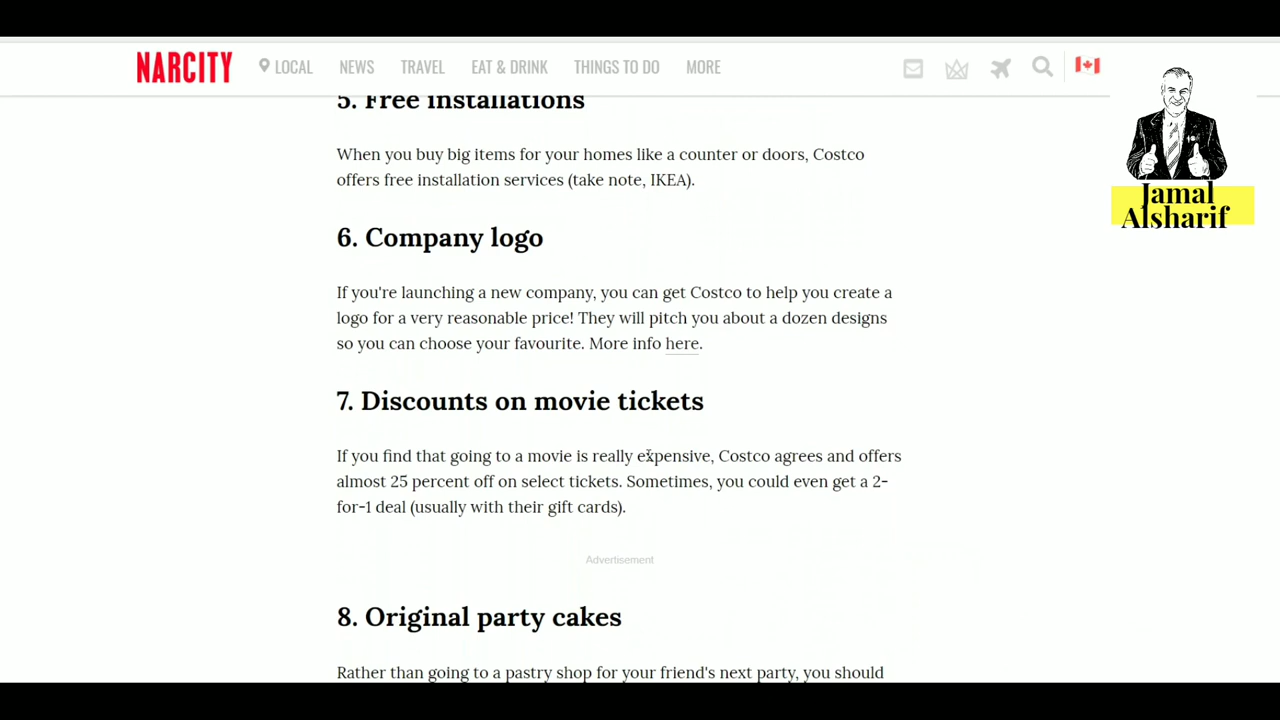 NARCITY
LOCAL NEWS TRAVEL EAT & DRINK THINGS TO DO MORE
5. Free installations
When you buy big items for your homes like a counter or doors, Costco
offers free installation services (take note, IKEA).
6. Company logo
If you're launching a new company, you can get Costco to help you create a
logo for a very reasonable price! They will pitch you about a dozen designs
so you can choose your favourite. More info here.
7. Discounts on movie tickets
If you find that going to a movie is really expensive, Costco agrees and offers
almost 25 percent off on select tickets. Sometimes, you could even get a 2-
for-1 deal (usually with their gift cards).
Advertisement
8. Original party cakes
Rather than going to a pastry shop for your friend's next party, you should
Jamal
Alsharif